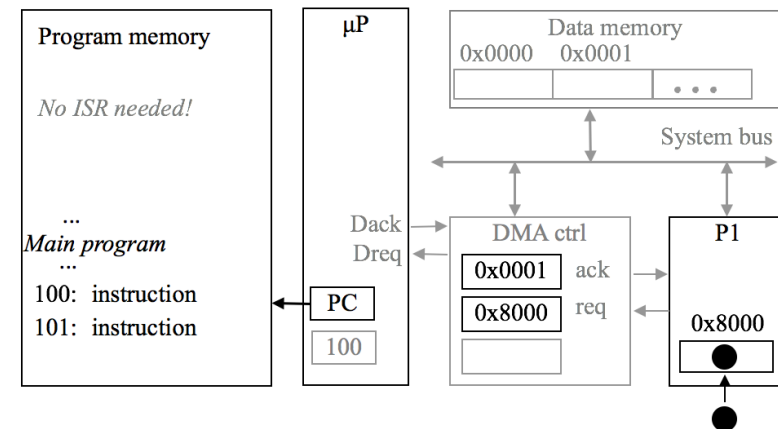 Program memory
No ISR needed!
...
Main program
...
100: instruction
101: instruction
μP
Dack
Dreq
PC
100
Data memory
0x0000 0x0001
...
System bus
DMA ctrl
0x0001 ack
0x8000 req
P1
0x8000